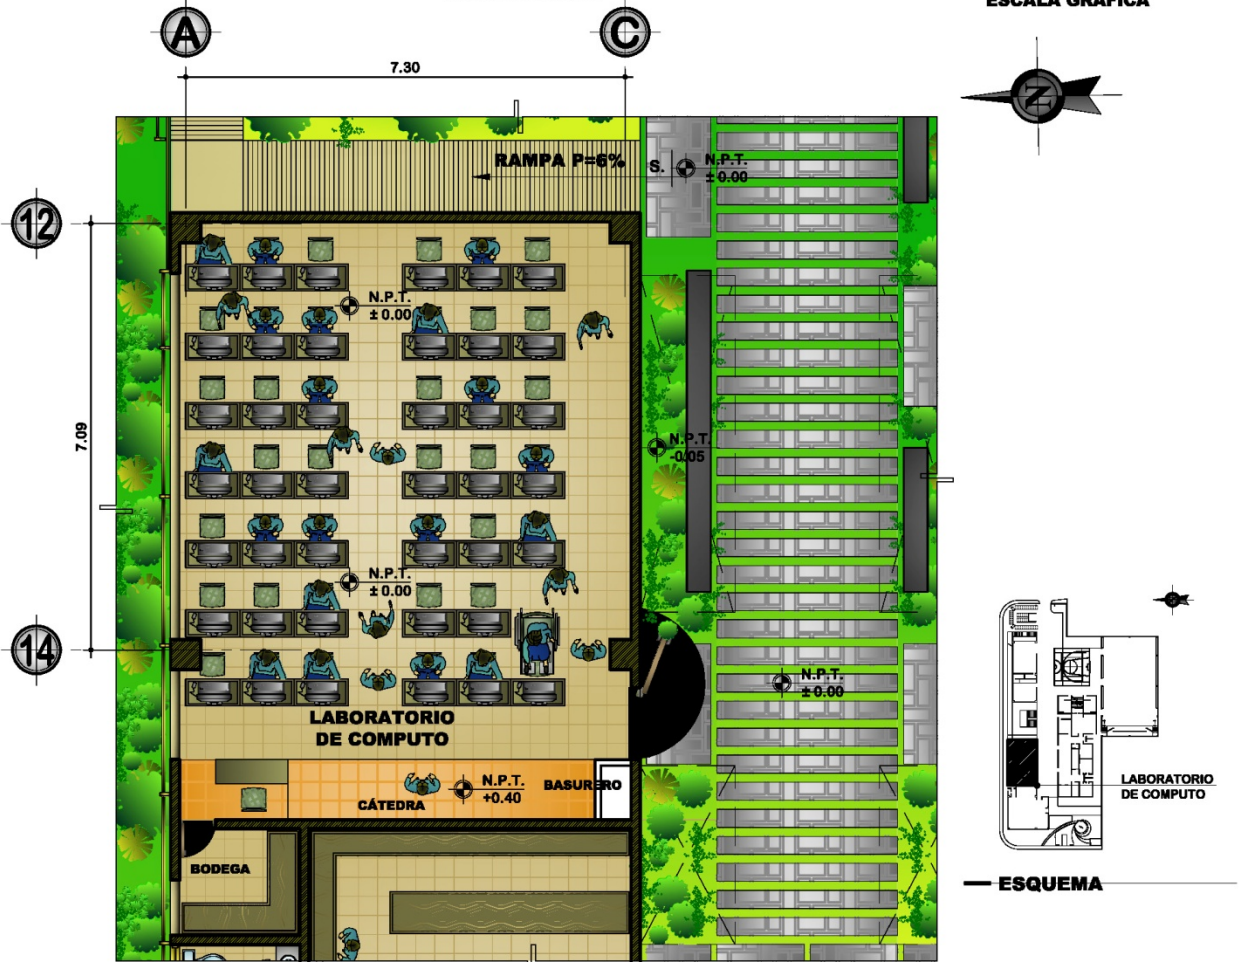 ESCALA GRAFICA
A
C
7.30
N
RAMPA P=6%
S.
N.P.T.
± 0.00
12
N.P.T.
± 0.00
7.09
N.P.T.
-0.05
N.P.T.
± 0.00
14
N.P.T.
± 0.00
LABORATORIO
DE COMPUTO
N.P.T.
+0.40
BASURERO
CÁTEDRA
BODEGA
LABORATORIO
DE COMPUTO
ESQUEMA